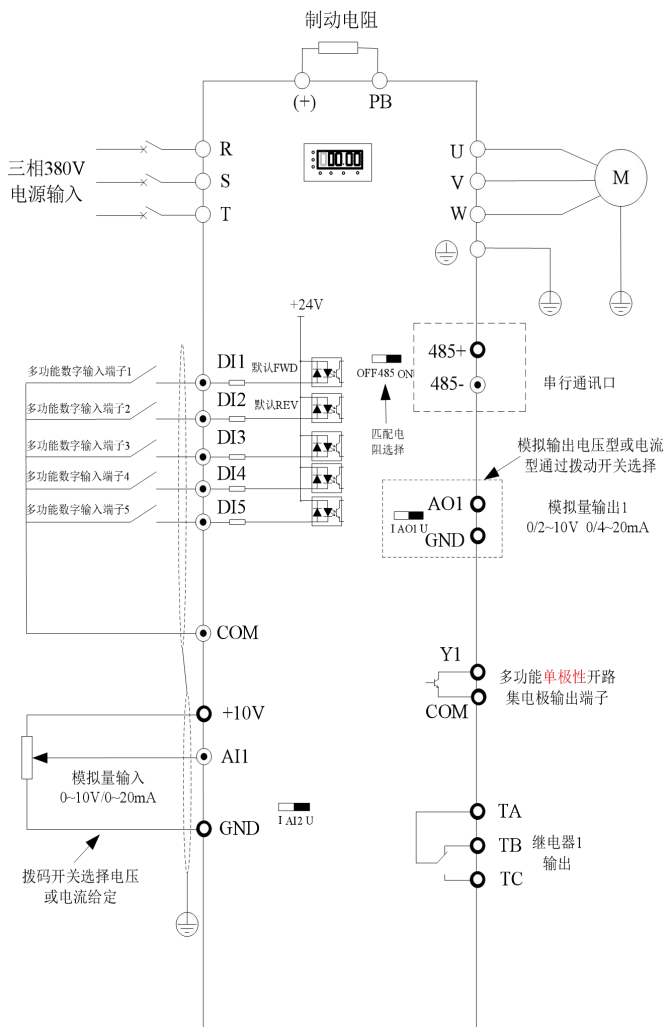 制动电阻
(+)
PB
三相380V
电源输入
R
S
T
00.00
U
V
W
M
+24V
多功能数字输入端子1
DI1
默认FWD
多功能数字输入端子2
DI2
默认REV
多功能数字输入端子3
DI3
多功能数字输入端子4
DI4
多功能数字输入端子5
DI5
OFF 485 ON
匹配电
阻选择
485+
485-
串行通讯口
模拟输出电压型或电流
型通过拨动开关选择
I AO1 U
AO1
GND
模拟量输出1
0/2~10V 0/4~20mA
COM
Y1
COM
多功能单极性开路
集电极输出端子
+10V
AI1
模拟量输入
0~10V/0~20mA
GND
I AI2 U
拨码开关选择电压
或电流给定
TA
TB
TC
继电器1
输出